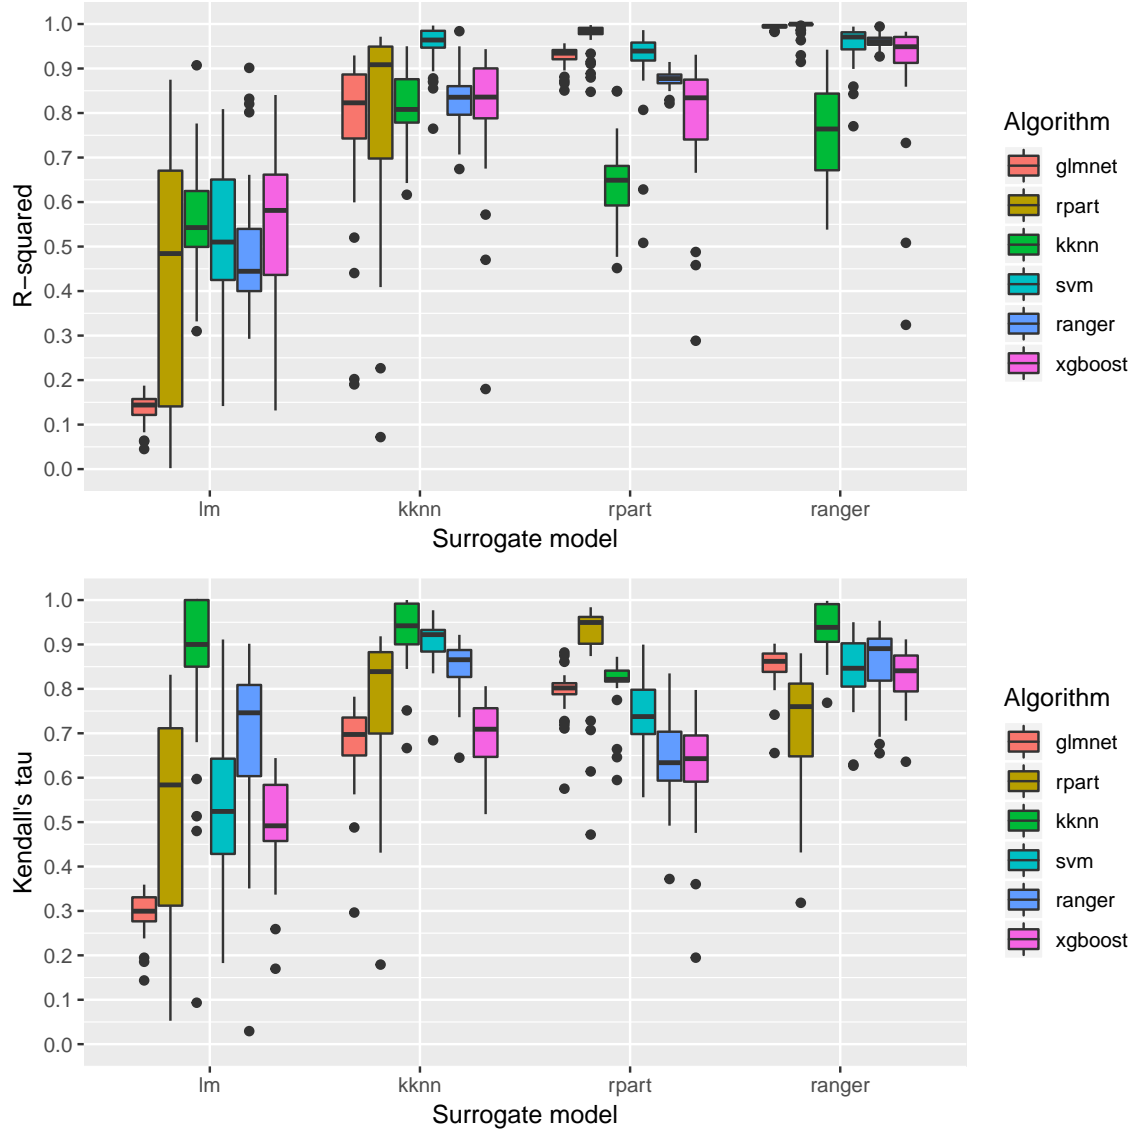 1.0
0.9
0.8
0.7
0.6
0.5
0.4
0.3
0.2
0.1
0.0
R−squared
lm kknn rpart ranger
Surrogate model
Algorithm
glmnet
rpart
kknn
svm
ranger
xgboost
1.0
0.9
0.8
0.7
0.6
0.5
0.4
0.3
0.2
0.1
0.0
Kendall's tau
lm kknn rpart ranger
Surrogate model
Algorithm
glmnet
rpart
kknn
svm
ranger
xgboost